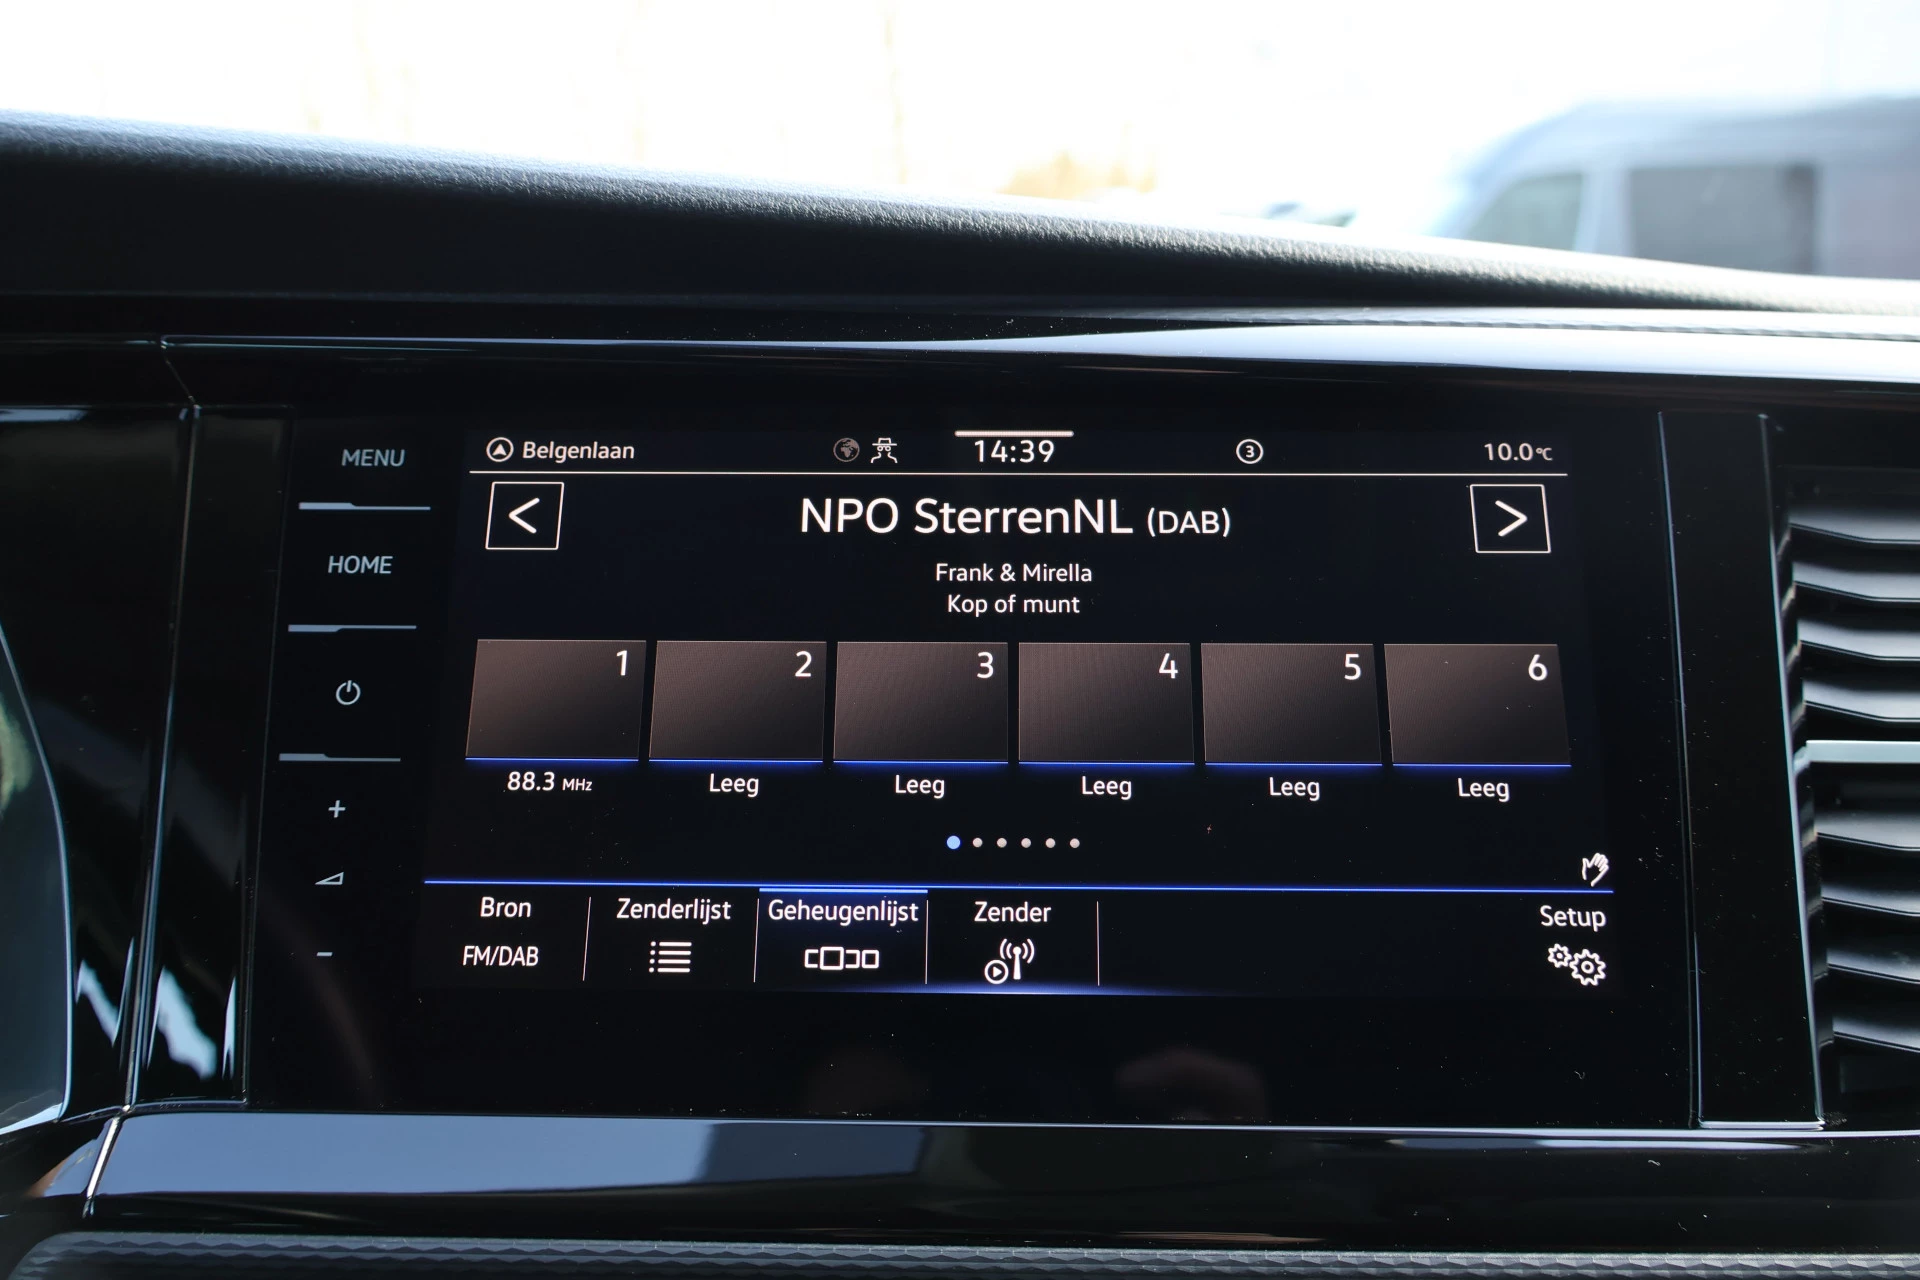 MENU
HOME
Belgenlaan
14:39
3
10.0°C
< NPO SterrenNL (DAB) >
Frank & Mirella
Kop of munt
1 2 3 4 5 6
88.3 MHz Leeg Leeg Leeg Leeg Leeg
+
-
Bron Zenderlijst Geheugenlijst Zender Setup
FM/DAB